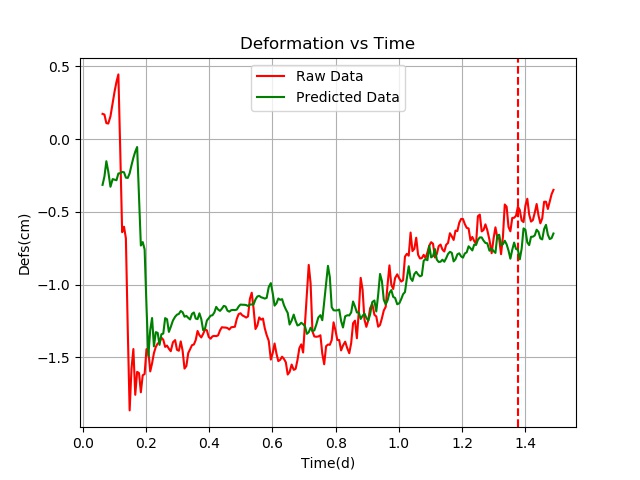 Deformation vs Time
Raw Data
Predicted Data
0.5
0.0
−0.5
−1.0
−1.5
Defs(cm)
0.0 0.2 0.4 0.6 0.8 1.0 1.2 1.4
Time(d)